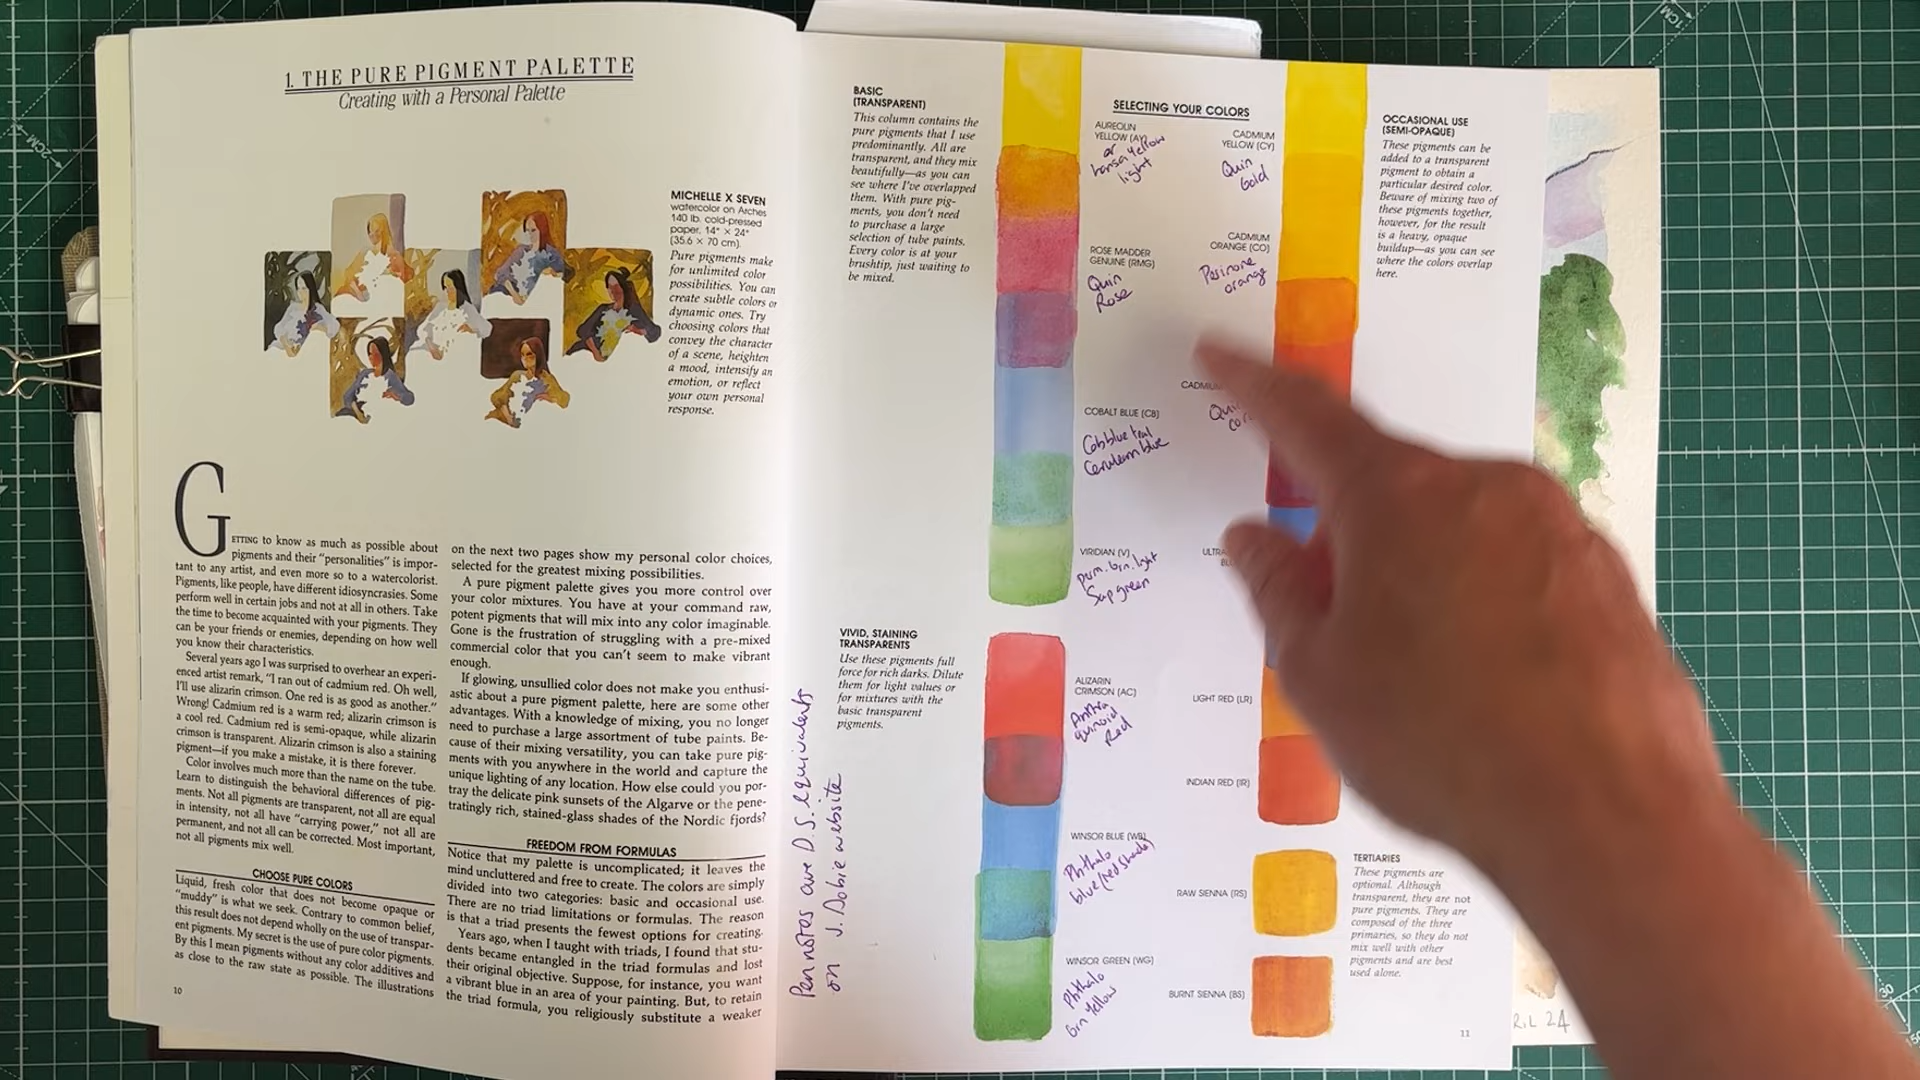 1. THE PURE PIGMENT PALETTE
Creating with a Personal Palette
MICHELLE X SEVEN
watercolor on Arches
140 lb. cold-pressed
paper, 14" × 24"
(35.6 × 70 cm).
Pure pigments make
for unlimited color
possibilities. You can
create subtle colors or
dynamic ones. Try
choosing colors that
convey the character
of a scene, heighten
a mood, intensify an
emotion, or reflect
your own personal
response.
GETTING to know as much as possible about
pigments and their "personalities" is impor-
tant to any artist, and even more so to a watercolorist.
Pigments, like people, have different idiosyncrasies. Some
perform well in certain jobs and not at all in others. Take
the time to become acquainted with your pigments. They
can be your friends or enemies, depending on how well
you know their characteristics.
Several years ago I was surprised to overhear an experi-
enced artist remark, "I ran out of cadmium red. Oh well,
I'll use alizarin crimson. One red is as good as another."
Wrong! Cadmium red is a warm red; alizarin crimson is
a cool red. Cadmium red is semi-opaque, while alizarin
crimson is transparent. Alizarin crimson is also a staining
pigment—if you make a mistake, it is there forever.
Color involves much more than the name on the tube.
Learn to distinguish the behavioral differences of pig-
ments. Not all pigments are transparent, not all are equal
in intensity, not all have "carrying power," not all are
permanent, and not all can be corrected. Most important,
not all pigments mix well.
CHOOSE PURE COLORS
Liquid, fresh color that does not become opaque or
"muddy" is what we seek. Contrary to common belief,
this result does not depend wholly on the use of transpar-
ent pigments. My secret is the use of pure color pigments.
By this I mean pigments without any color additives and
as close to the raw state as possible. The illustrations
10
on the next two pages show my personal color choices,
selected for the greatest mixing possibilities.
A pure pigment palette gives you more control over
your color mixtures. You have at your command raw,
potent pigments that will mix into any color imaginable.
Gone is the frustration of struggling with a pre-mixed
commercial color that you can't seem to make vibrant
enough.
If glowing, unsullied color does not make you enthusi-
astic about a pure pigment palette, here are some other
advantages. With a knowledge of mixing, you no longer
need to purchase a large assortment of tube paints. Be-
cause of their mixing versatility, you can take pure pig-
ments with you anywhere in the world and capture the
unique lighting of any location. How else could you por-
tray the delicate pink sunsets of the Algarve or the pene-
tratingly rich, stained-glass shades of the Nordic fjords?
FREEDOM FROM FORMULAS
Notice that my palette is uncomplicated; it leaves the
mind uncluttered and free to create. The colors are simply
divided into two categories: basic and occasional use.
There are no triad limitations or formulas. The reason
is that a triad presents the fewest options for creating.
Years ago, when I taught with triads, I found that stu-
dents became entangled in the triad formulas and lost
their original objective. Suppose, for instance, you want
a vibrant blue in an area of your painting. But, to retain
the triad formula, you religiously substitute a weaker
Pen notes are D.S. equivalents
on J. Dobie website
BASIC
(TRANSPARENT)
This column contains the
pure pigments that I use
predominantly. All are
transparent, and they mix
beautifully—as you can
see where I've overlapped
them. With pure pig-
ments, you don't need
to purchase a large
selection of tube paints.
Every color is at your
brushtip, just waiting to
be mixed.
VIVID, STAINING
TRANSPARENTS
Use these pigments full
force for rich darks. Dilute
them for light values or
for mixtures with the
basic transparent
pigments.
SELECTING YOUR COLORS
AUREOLIN
YELLOW (AY)
or
hansa yellow
light
ROSE MADDER
GENUINE (RMG)
Quin
Rose
COBALT BLUE (CB)
Cob blue teal
Cerulean blue
VIRIDIAN (V)
Perm. Grn. light
Sap green
ALIZARIN
CRIMSON (AC)
Anthra
quinoid
Red
WINSOR BLUE (WB)
Phthalo
blue (red shade)
WINSOR GREEN (WG)
Phthalo
Grn Yellow
CADMIUM
YELLOW (CY)
Quin
Gold
CADMIUM
ORANGE (CO)
Perinone
orange
CADMIUM
LIGHT RED (LR)
INDIAN RED (IR)
RAW SIENNA (RS)
BURNT SIENNA (BS)
OCCASIONAL USE
(SEMI-OPAQUE)
These pigments can be
added to a transparent
pigment to obtain a
particular desired color.
Beware of mixing two of
these pigments together,
however, for the result
is a heavy, opaque
buildup—as you can see
where the colors overlap
here.
TERTIARIES
These pigments are
optional. Although
transparent, they are not
pure pigments. They are
composed of the three
primaries, so they do not
mix well with other
pigments and are best
used alone.
11
2CM
1CM
30